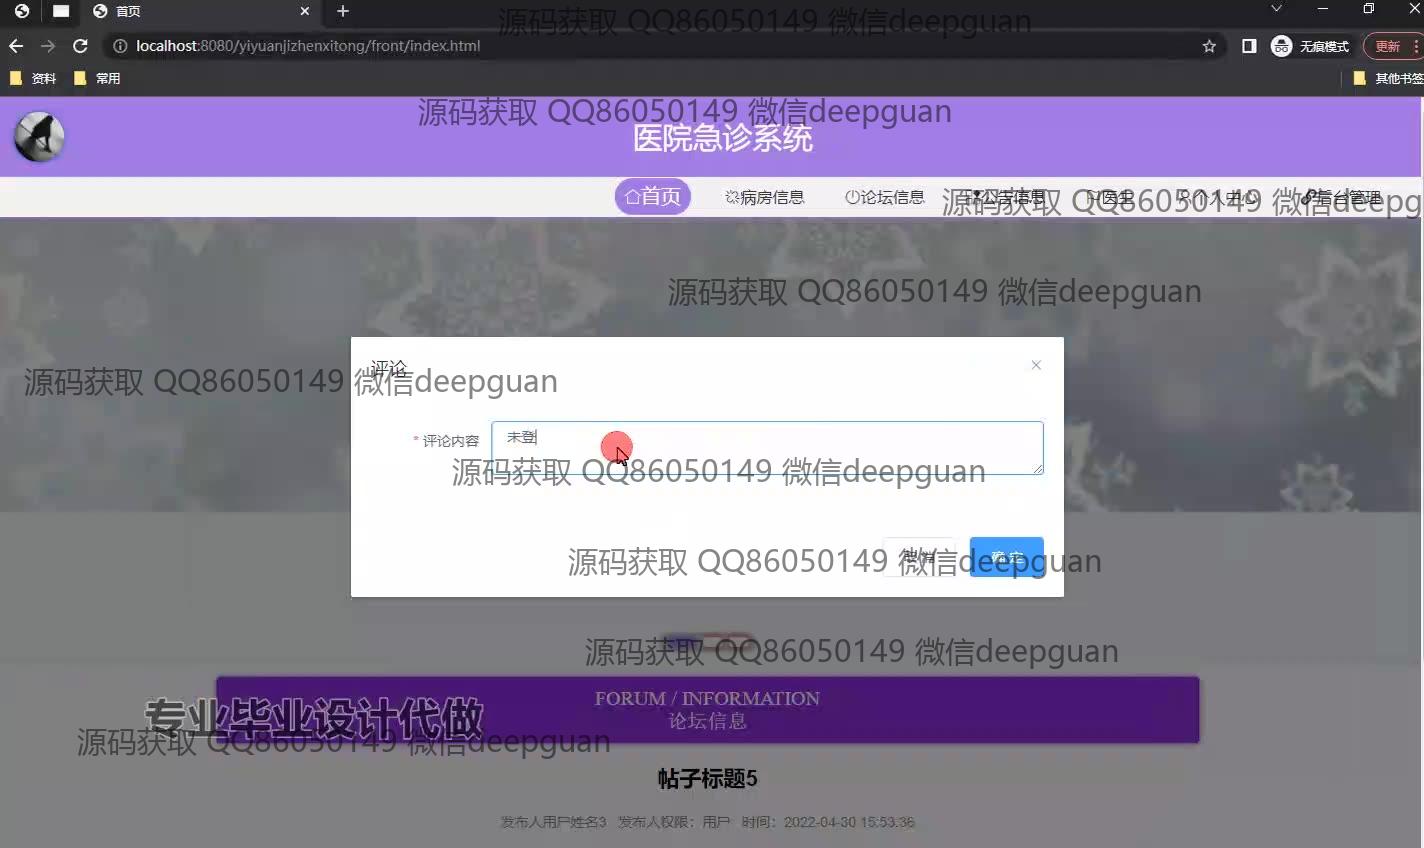 首页
源码获取 QQ86050149 微信deepguan
localhost:8080/yiyuanjizhenxitong/front/index.html
无痕模式
更新
资料
常用
其他书签
源码获取 QQ86050149 微信deepguan
医院急诊系统
首页
病房信息
论坛信息
公告信息
医生
个人中心
后台管理
源码获取 QQ86050149 微信deepg
源码获取 QQ86050149 微信deepguan
评论
源码获取 QQ86050149 微信deepguan
* 评论内容
未登
源码获取 QQ86050149 微信deepguan
取消
确定
源码获取 QQ86050149 微信deepguan
源码获取 QQ86050149 微信deepguan
FORUM / INFORMATION
论坛信息
专业毕业设计代做
源码获取 QQ86050149 微信deepguan
帖子标题5
发布人用户姓名3 发布人权限：用户 时间：2022-04-30 15:53:36